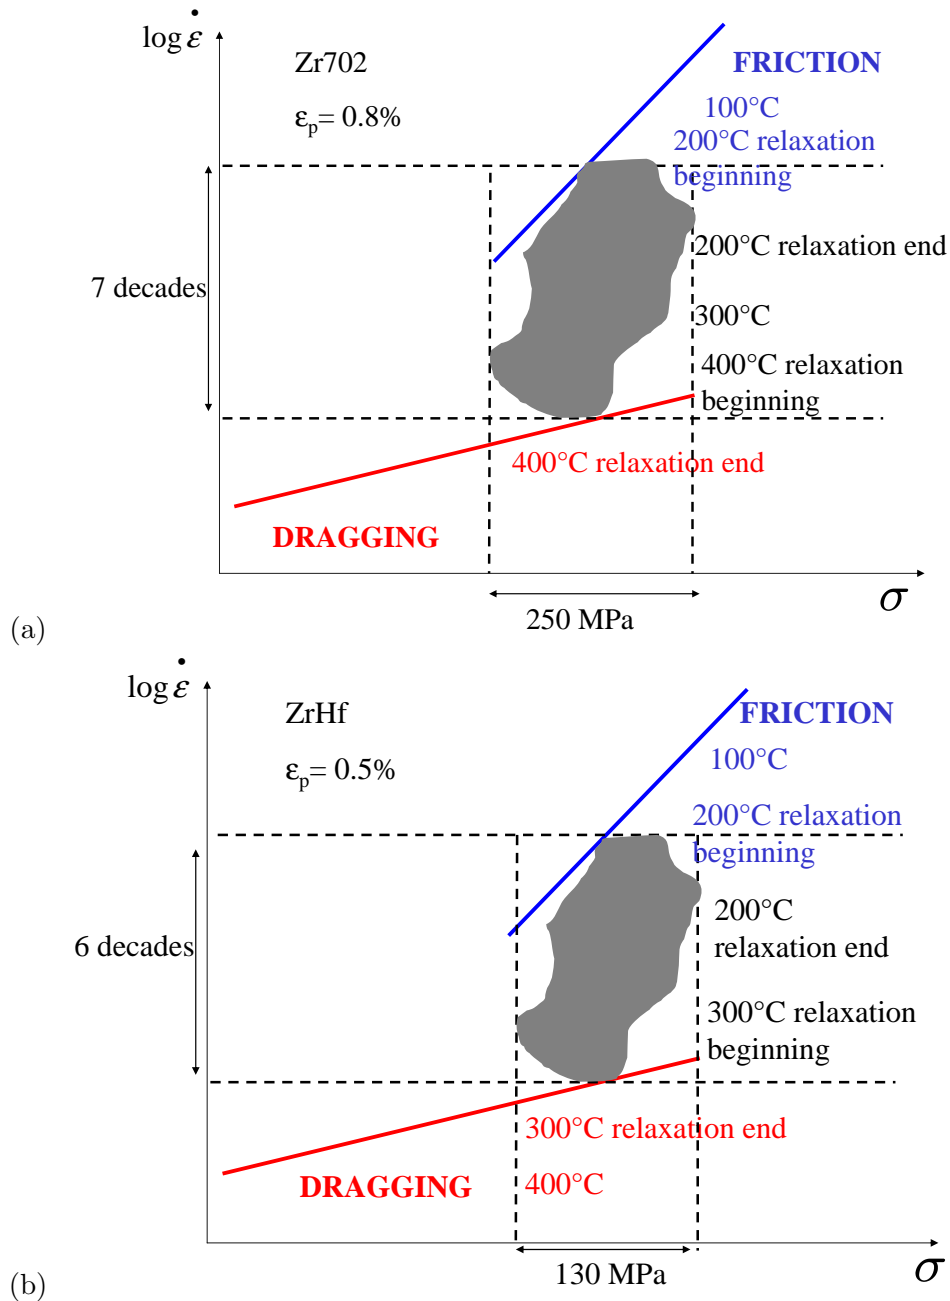 log ε̇
Zr702
FRICTION
εp= 0.8%
100°C
200°C relaxation
beginning
200°C relaxation end
7 decades
300°C
400°C relaxation
beginning
400°C relaxation end
DRAGGING
σ
250 MPa
(a)
log ε̇
ZrHf
FRICTION
εp= 0.5%
100°C
200°C relaxation
beginning
200°C
relaxation end
6 decades
300°C relaxation
beginning
300°C relaxation end
DRAGGING
400°C
σ
130 MPa
(b)